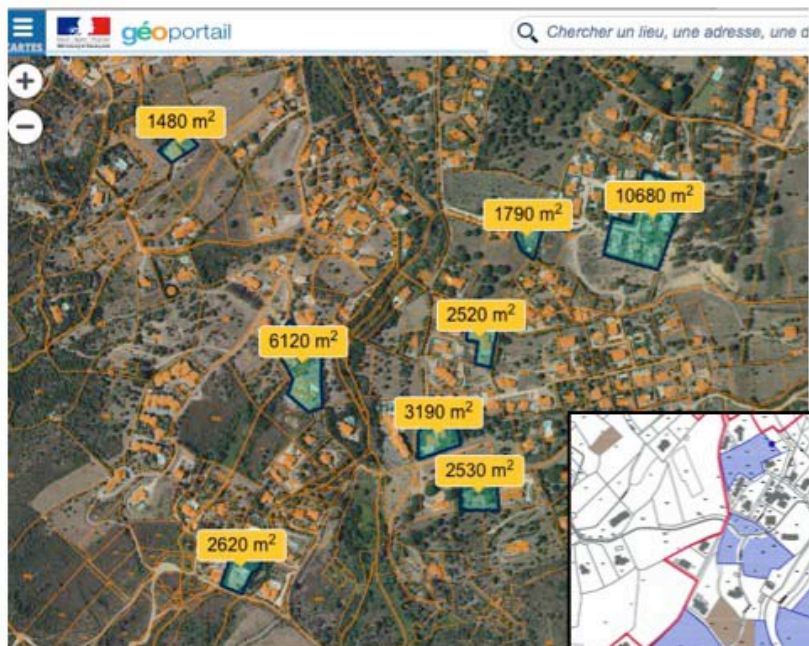 CARTES
géoportail
Chercher un lieu, une adresse, une d
1480 m²
1790 m²
10680 m²
2520 m²
6120 m²
3190 m²
2530 m²
2620 m²